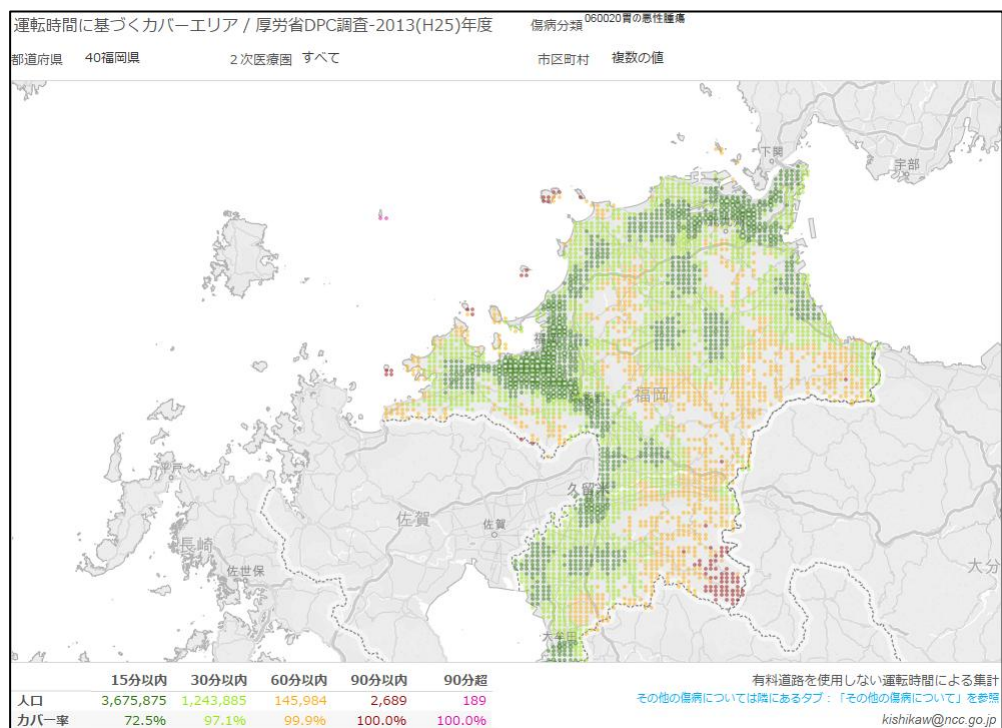 運転時間に基づくカバーエリア / 厚労省DPC調査-2013(H25)年度
傷病分類 060020胃の悪性腫瘍
都道府県 40福岡県 2次医療圏 すべて 市区町村 複数の値
下関
宇部
福岡
平戸
久留米
佐賀
佐賀
長崎
佐世保
大分
大牟田
15分以内 30分以内 60分以内 90分以内 90分超
人口 3,675,875 1,243,885 145,984 2,689 189
カバー率 72.5% 97.1% 99.9% 100.0% 100.0%
有料道路を使用しない運転時間による集計
その他の傷病については隣にあるタブ：「その他の傷病について」を参照
kishikaw@ncc.go.jp